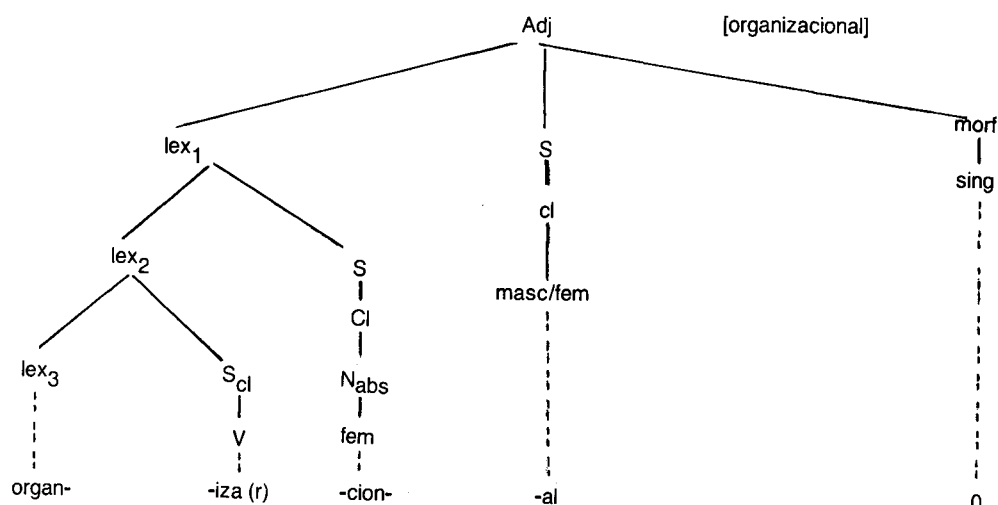 Adj [organizacional]
morf
lex1 S
sing
cl
lex2 S
masc/fem
Cl
lex3 Scl Nabs
V fem
organ- -iza (r) -cion- -al 0